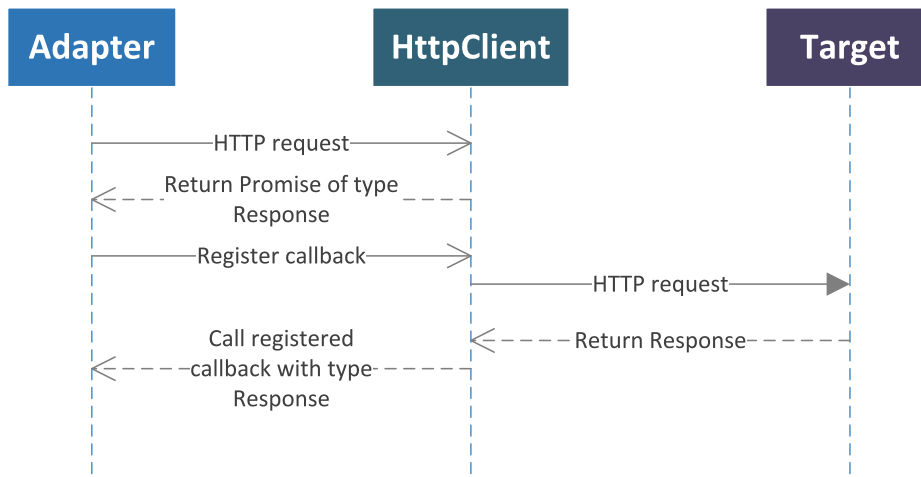 Adapter
HttpClient
Target
HTTP request
Return Promise of type
Response
Register callback
HTTP request
Return Response
Call registered
callback with type
Response